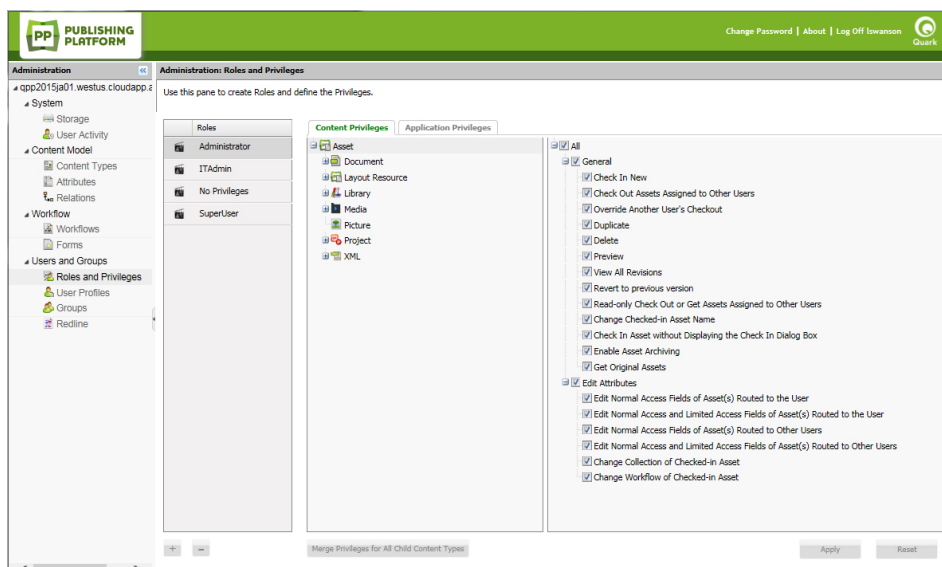 PP PUBLISHING
PLATFORM
Change Password | About | Log Off lswanson
Quark
Administration
Administration: Roles and Privileges
qpp2015ja01.westus.cloudapp.a
Use this pane to create Roles and define the Privileges.
System
Storage
User Activity
Content Model
Content Types
Attributes
Relations
Workflow
Workflows
Forms
Users and Groups
Roles and Privileges
User Profiles
Groups
Redline
Roles
Administrator
ITAdmin
No Privileges
SuperUser
Content Privileges
Application Privileges
Asset
Document
Layout Resource
Library
Media
Picture
Project
XML
All
General
Check In New
Check Out Assets Assigned to Other Users
Override Another User's Checkout
Duplicate
Delete
Preview
View All Revisions
Revert to previous version
Read-only Check Out or Get Assets Assigned to Other Users
Change Checked-in Asset Name
Check In Asset without Displaying the Check In Dialog Box
Enable Asset Archiving
Get Original Assets
Edit Attributes
Edit Normal Access Fields of Asset(s) Routed to the User
Edit Normal Access and Limited Access Fields of Asset(s) Routed to the User
Edit Normal Access Fields of Asset(s) Routed to Other Users
Edit Normal Access and Limited Access Fields of Asset(s) Routed to Other Users
Change Collection of Checked-in Asset
Change Workflow of Checked-in Asset
Merge Privileges for All Child Content Types
Apply
Reset